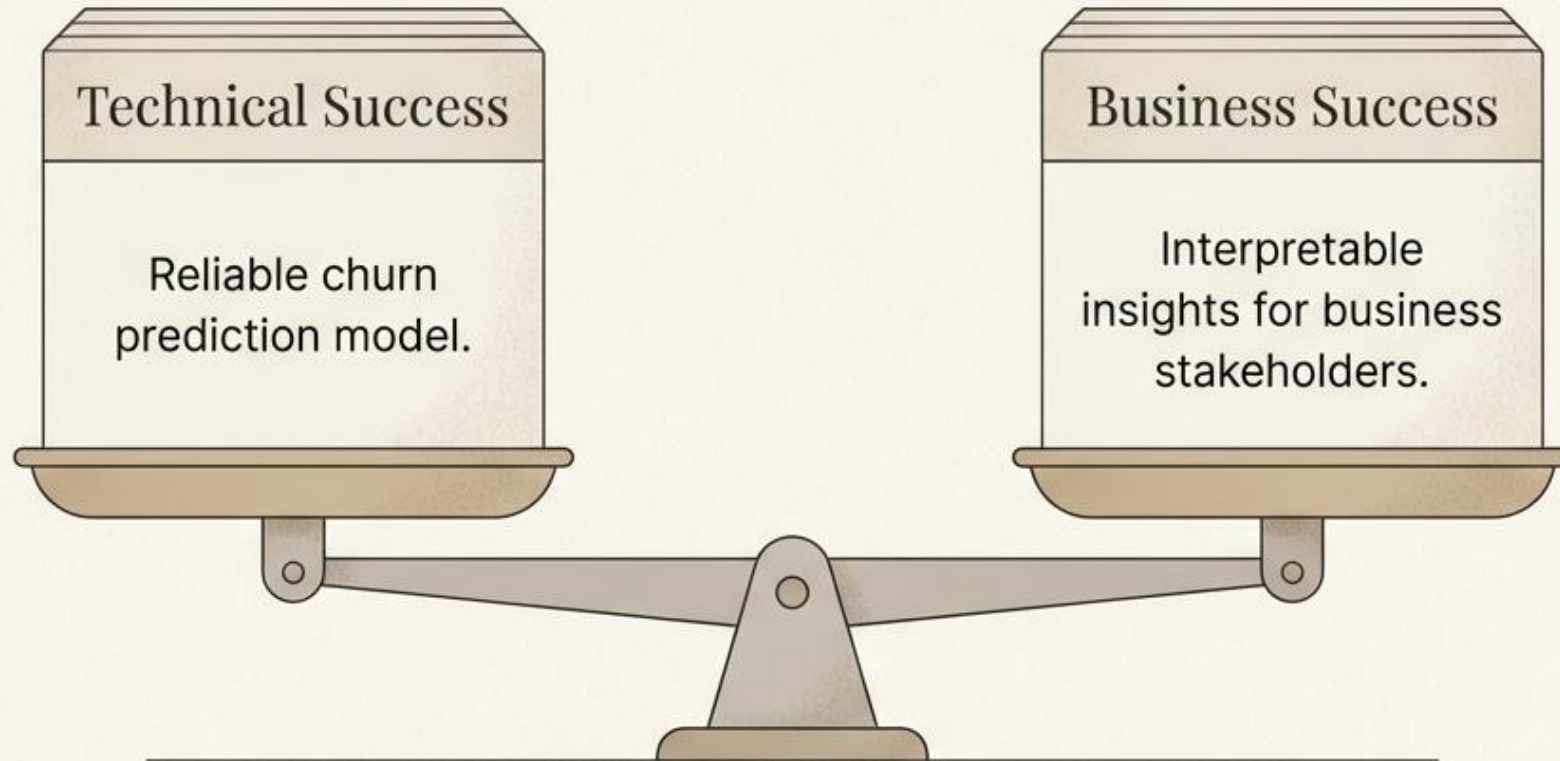 Technical Success
Reliable churn
prediction model.
Business Success
Interpretable
insights for business
stakeholders.